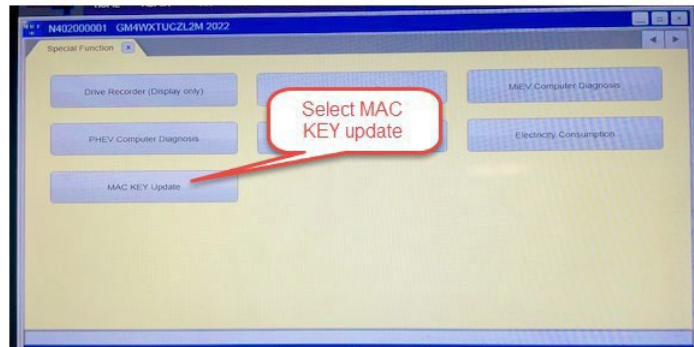 N402000001 GM4WXTUCZL2M 2022
Special Function
Drive Recorder (Display only)
MiEV Computer Diagnosis
Select MAC
KEY update
PHEV Computer Diagnosis
Electricity Consumption
MAC KEY Update